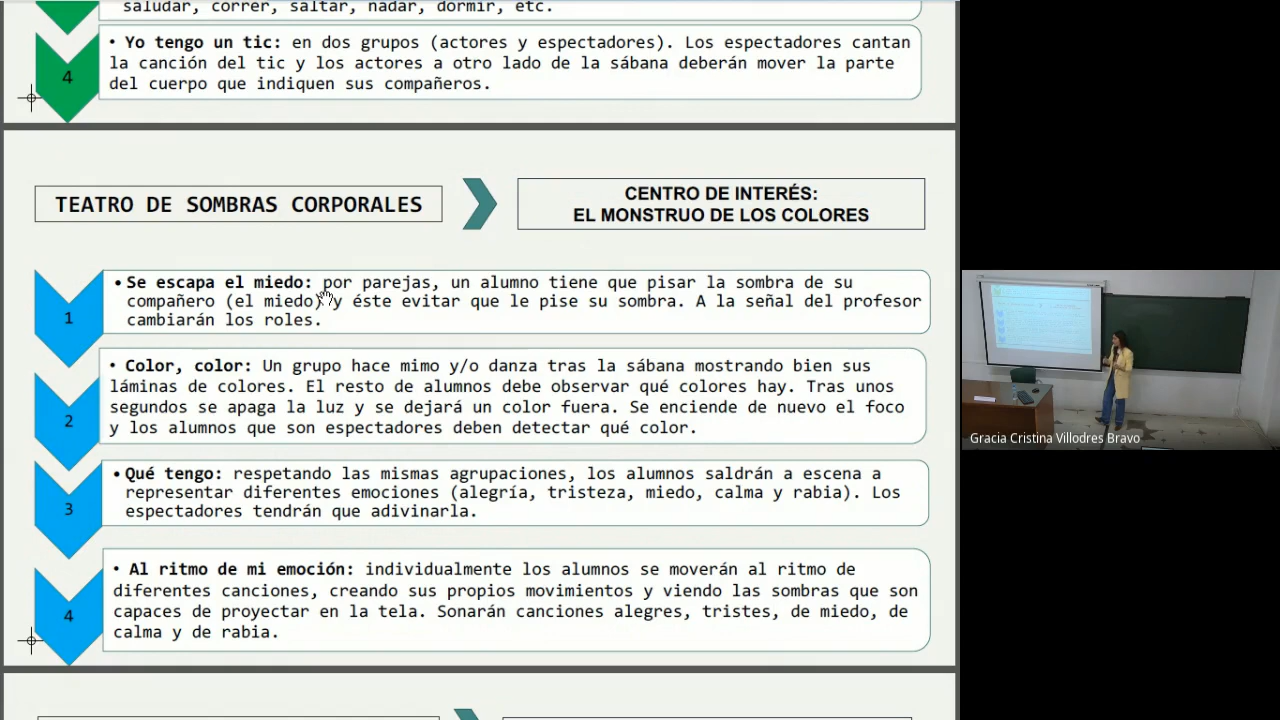 saludar, correr, saltar, nadar, dormir, etc.
4
• Yo tengo un tic: en dos grupos (actores y espectadores). Los espectadores cantan
la canción del tic y los actores a otro lado de la sábana deberán mover la parte
del cuerpo que indiquen sus compañeros.
TEATRO DE SOMBRAS CORPORALES
CENTRO DE INTERÉS:
EL MONSTRUO DE LOS COLORES
1
• Se escapa el miedo: por parejas, un alumno tiene que pisar la sombra de su
compañero (el miedo) y éste evitar que le pise su sombra. A la señal del profesor
cambiarán los roles.
2
• Color, color: Un grupo hace mimo y/o danza tras la sábana mostrando bien sus
láminas de colores. El resto de alumnos debe observar qué colores hay. Tras unos
segundos se apaga la luz y se dejará un color fuera. Se enciende de nuevo el foco
y los alumnos que son espectadores deben detectar qué color.
3
• Qué tengo: respetando las mismas agrupaciones, los alumnos saldrán a escena a
representar diferentes emociones (alegría, tristeza, miedo, calma y rabia). Los
espectadores tendrán que adivinarla.
4
• Al ritmo de mi emoción: individualmente los alumnos se moverán al ritmo de
diferentes canciones, creando sus propios movimientos y viendo las sombras que son
capaces de proyectar en la tela. Sonarán canciones alegres, tristes, de miedo, de
calma y de rabia.
Gracia Cristina Villodres Bravo